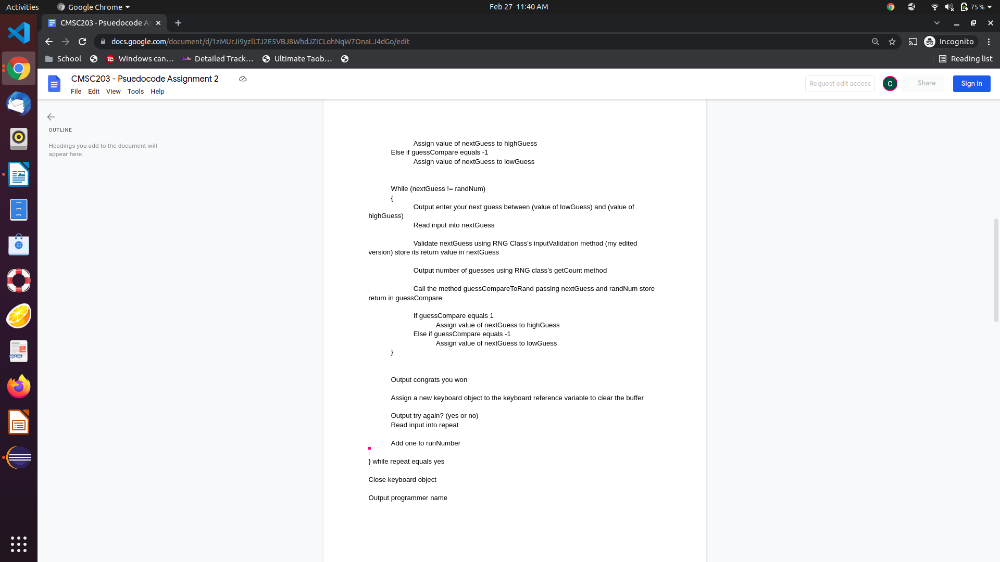 Activities
Google Chrome
Feb 27 11:40 AM
75 %
CMSC203 - Psuedocode As
docs.google.com/document/d/1zMUrJi9yzlLTJ2E5VBJ8WhdJZICLohNqW7OnaLJ4dGo/edit
Incognito
School
Windows can…
Detailed Track…
Ultimate Taob…
Reading list
CMSC203 - Psuedocode Assignment 2
File Edit View Tools Help
Request edit access
C
Share
Sign in
OUTLINE
Headings you add to the document will
appear here.
Assign value of nextGuess to highGuess
Else if guessCompare equals -1
Assign value of nextGuess to lowGuess
While (nextGuess != randNum)
{
Output enter your next guess between (value of lowGuess) and (value of
highGuess)
Read input into nextGuess
Validate nextGuess using RNG Class’s inputValidation method (my edited
version) store its return value in nextGuess
Output number of guesses using RNG class’s getCount method
Call the method guessCompareToRand passing nextGuess and randNum store
return in guessCompare
If guessCompare equals 1
Assign value of nextGuess to highGuess
Else if guessCompare equals -1
Assign value of nextGuess to lowGuess
}
Output congrats you won
Assign a new keyboard object to the keyboard reference variable to clear the buffer
Output try again? (yes or no)
Read input into repeat
Add one to runNumber
} while repeat equals yes
Close keyboard object
Output programmer name